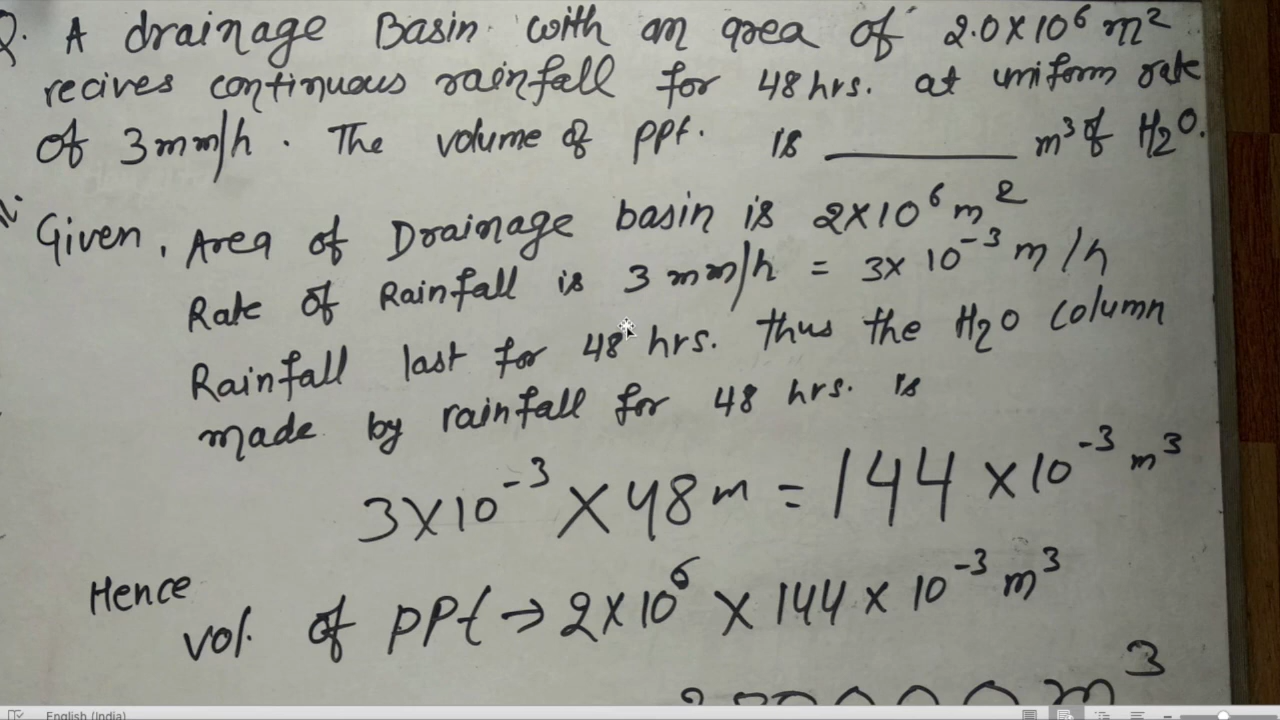 Q. A drainage Basin with an area of 2.0×10⁶ m²
recives continuous rainfall for 48hrs. at uniform rate
of 3mm/h. The volume of ppt. is ________ m³ of H₂O.
Given, Area of Drainage basin is 2×10⁶ m²
Rate of Rainfall is 3 mm/h = 3× 10⁻³ m/h
Rainfall last for 48 hrs. thus the H₂O column
made by rainfall for 48 hrs. is
3×10⁻³ × 48 m = 144 ×10⁻³ m³
Hence
vol. of ppt → 2×10⁶ × 144 × 10⁻³ m³
m³
English (India)